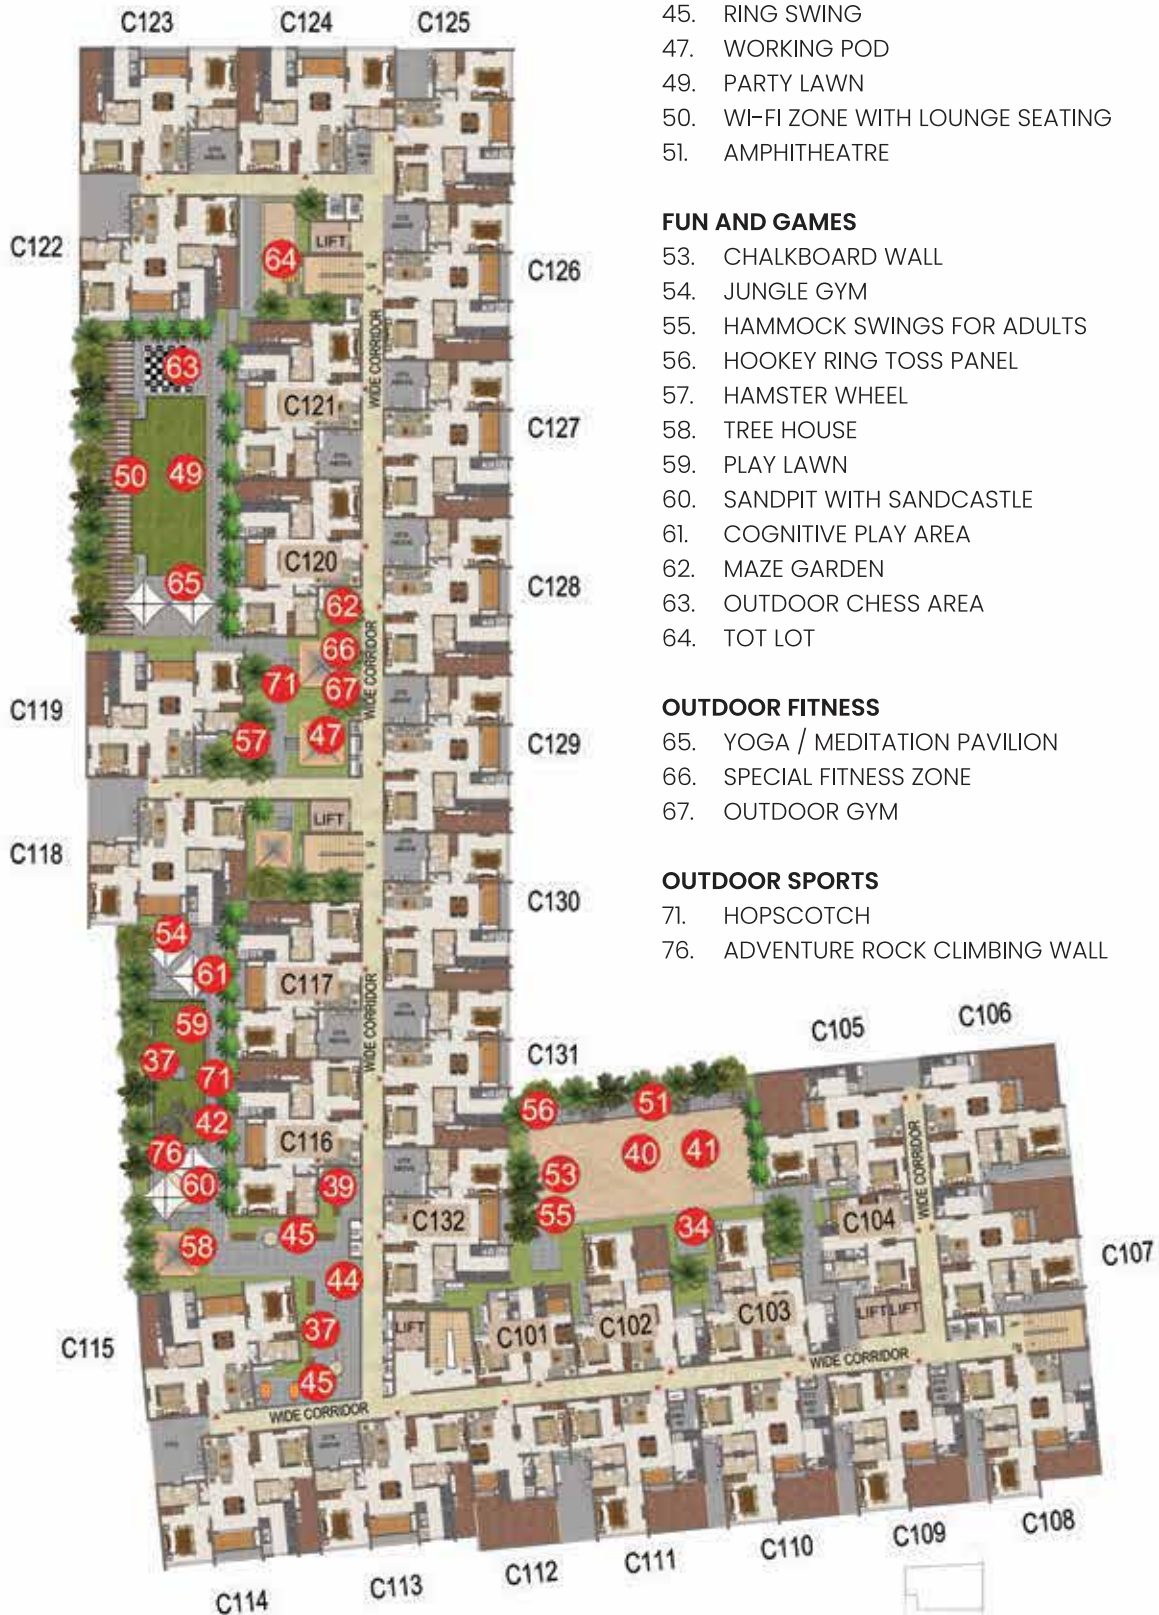 C123
C124
C125
45. RING SWING
47. WORKING POD
49. PARTY LAWN
50. WI-FI ZONE WITH LOUNGE SEATING
51. AMPHITHEATRE
FUN AND GAMES
53. CHALKBOARD WALL
54. JUNGLE GYM
55. HAMMOCK SWINGS FOR ADULTS
56. HOOKEY RING TOSS PANEL
57. HAMSTER WHEEL
58. TREE HOUSE
59. PLAY LAWN
60. SANDPIT WITH SANDCASTLE
61. COGNITIVE PLAY AREA
62. MAZE GARDEN
63. OUTDOOR CHESS AREA
64. TOT LOT
OUTDOOR FITNESS
65. YOGA / MEDITATION PAVILION
66. SPECIAL FITNESS ZONE
67. OUTDOOR GYM
OUTDOOR SPORTS
71. HOPSCOTCH
76. ADVENTURE ROCK CLIMBING WALL
C122
LIFT
64
C126
WIDE CORRIDOR
63
C121
C127
50
49
C120
C128
65
62
66
WIDE CORRIDOR
71
67
C119
57
47
C129
LIFT
C118
C130
54
61
C117
WIDE CORRIDOR
59
37
71
C131
42
C116
76
60
39
C132
45
58
44
C115
37
LIFT
45
WIDE CORRIDOR
C105
C106
56
51
40
41
53
55
34
WIDE CORRIDOR
C104
C107
C101
C102
C103
LIFT
LIFT
WIDE CORRIDOR
C114
C113
C112
C111
C110
C109
C108